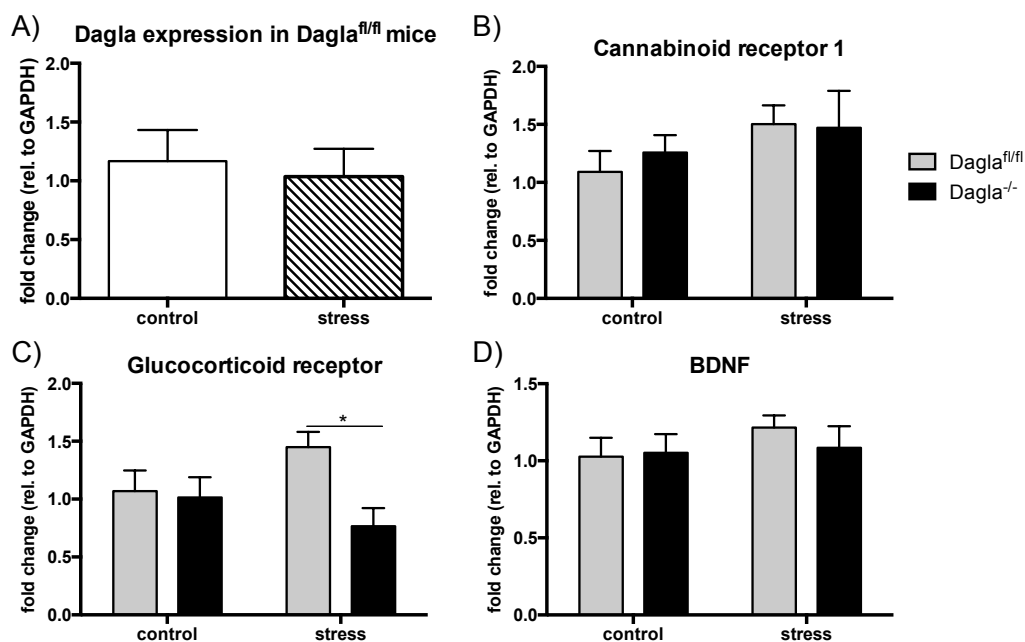 A)
Dagla expression in Daglaᶠˡ/ᶠˡ mice
fold change (rel. to GAPDH)
2.0
1.5
1.0
0.5
0.0
control stress
B)
Cannabinoid receptor 1
fold change (rel. to GAPDH)
2.0
1.5
1.0
0.5
0.0
control stress
Daglaᶠˡ/ᶠˡ
Dagla⁻/⁻
C)
Glucocorticoid receptor
fold change (rel. to GAPDH)
2.0
1.5
1.0
0.5
0.0
*
control stress
D)
BDNF
fold change (rel. to GAPDH)
1.5
1.0
0.5
0.0
control stress